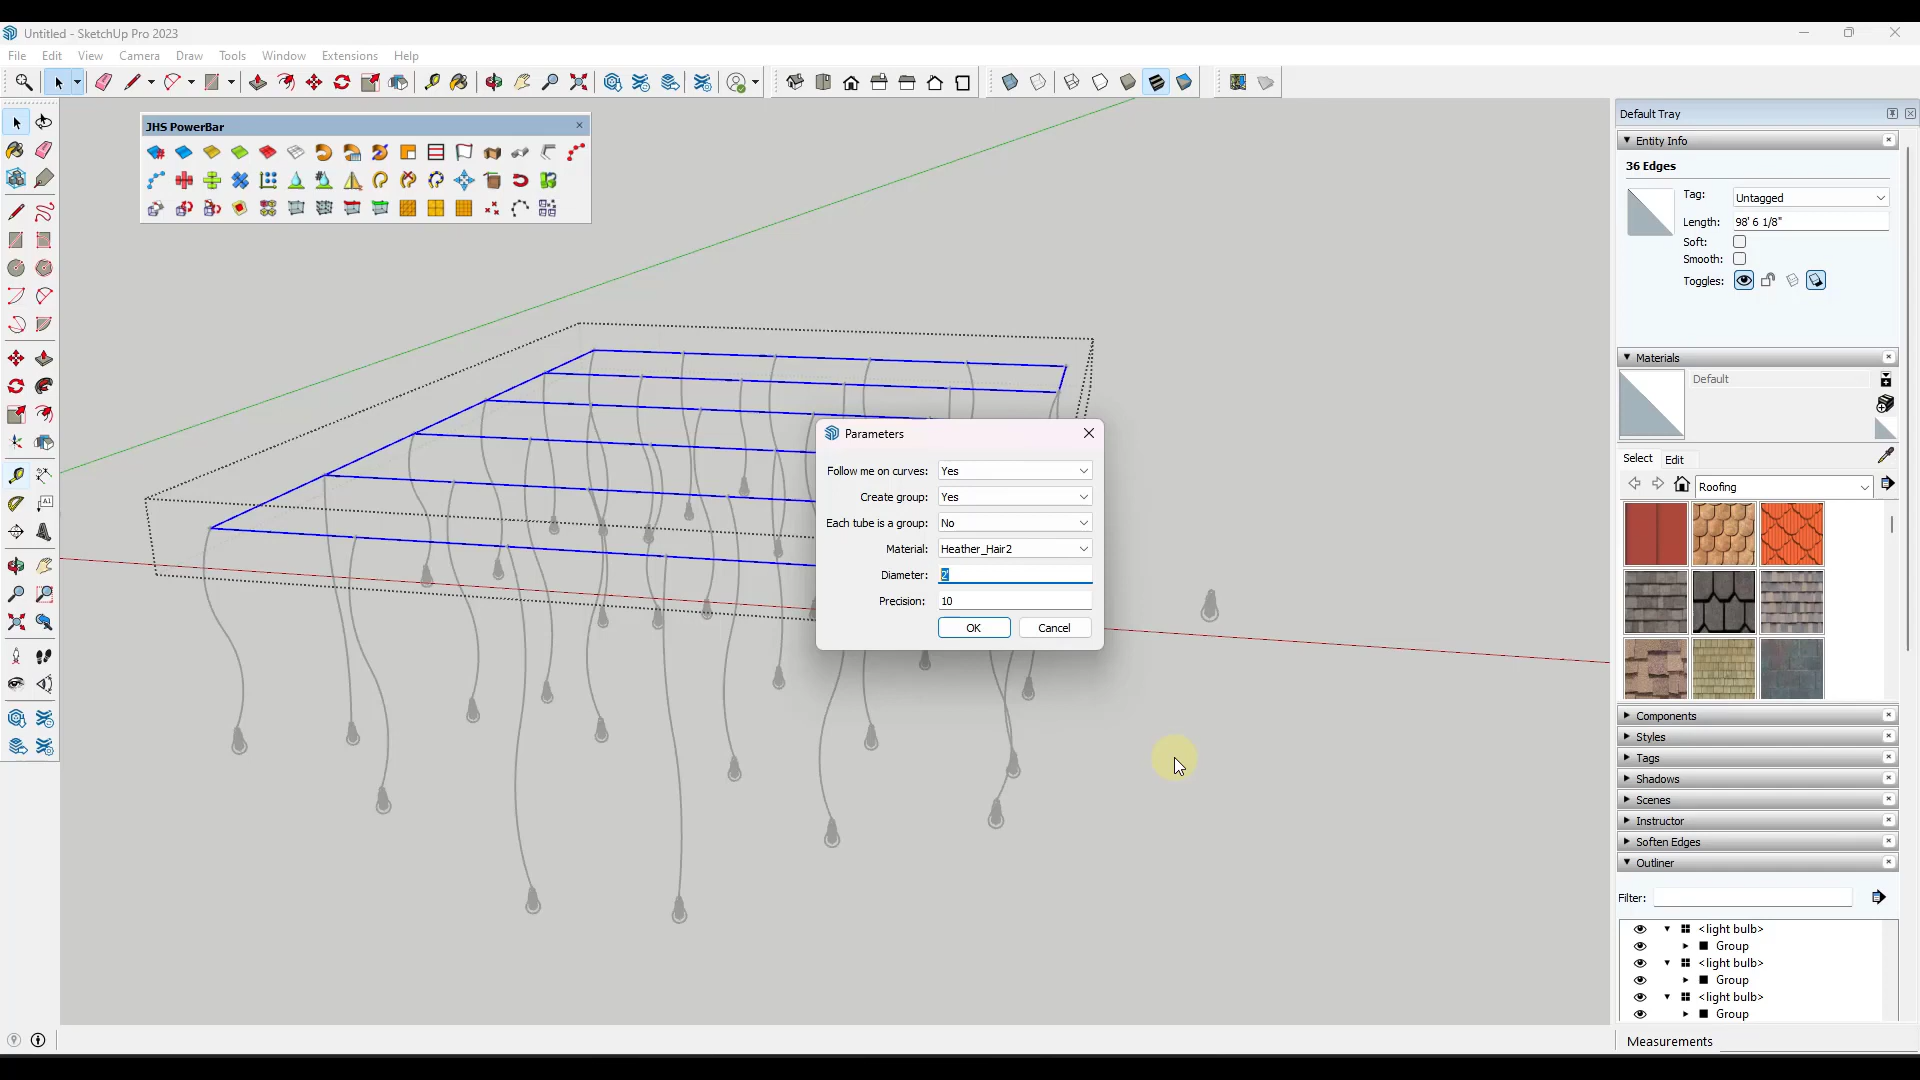 Untitled - SketchUp Pro 2023
File Edit View Camera Draw Tools Window Extensions Help
JHS PowerBar
Parameters
Follow me on curves: Yes
Create group: Yes
Each tube is a group: No
Material: Heather_Hair2
Diameter: 2
Precision: 10
OK Cancel
Default Tray
Entity Info
36 Edges
Tag: Untagged
Length: 98' 6 1/8"
Soft:
Smooth:
Toggles:
Materials
Default
Select Edit
Roofing
Components
Styles
Tags
Shadows
Scenes
Instructor
Soften Edges
Outliner
Filter:
<light bulb>
Group
<light bulb>
Group
<light bulb>
Group
Measurements